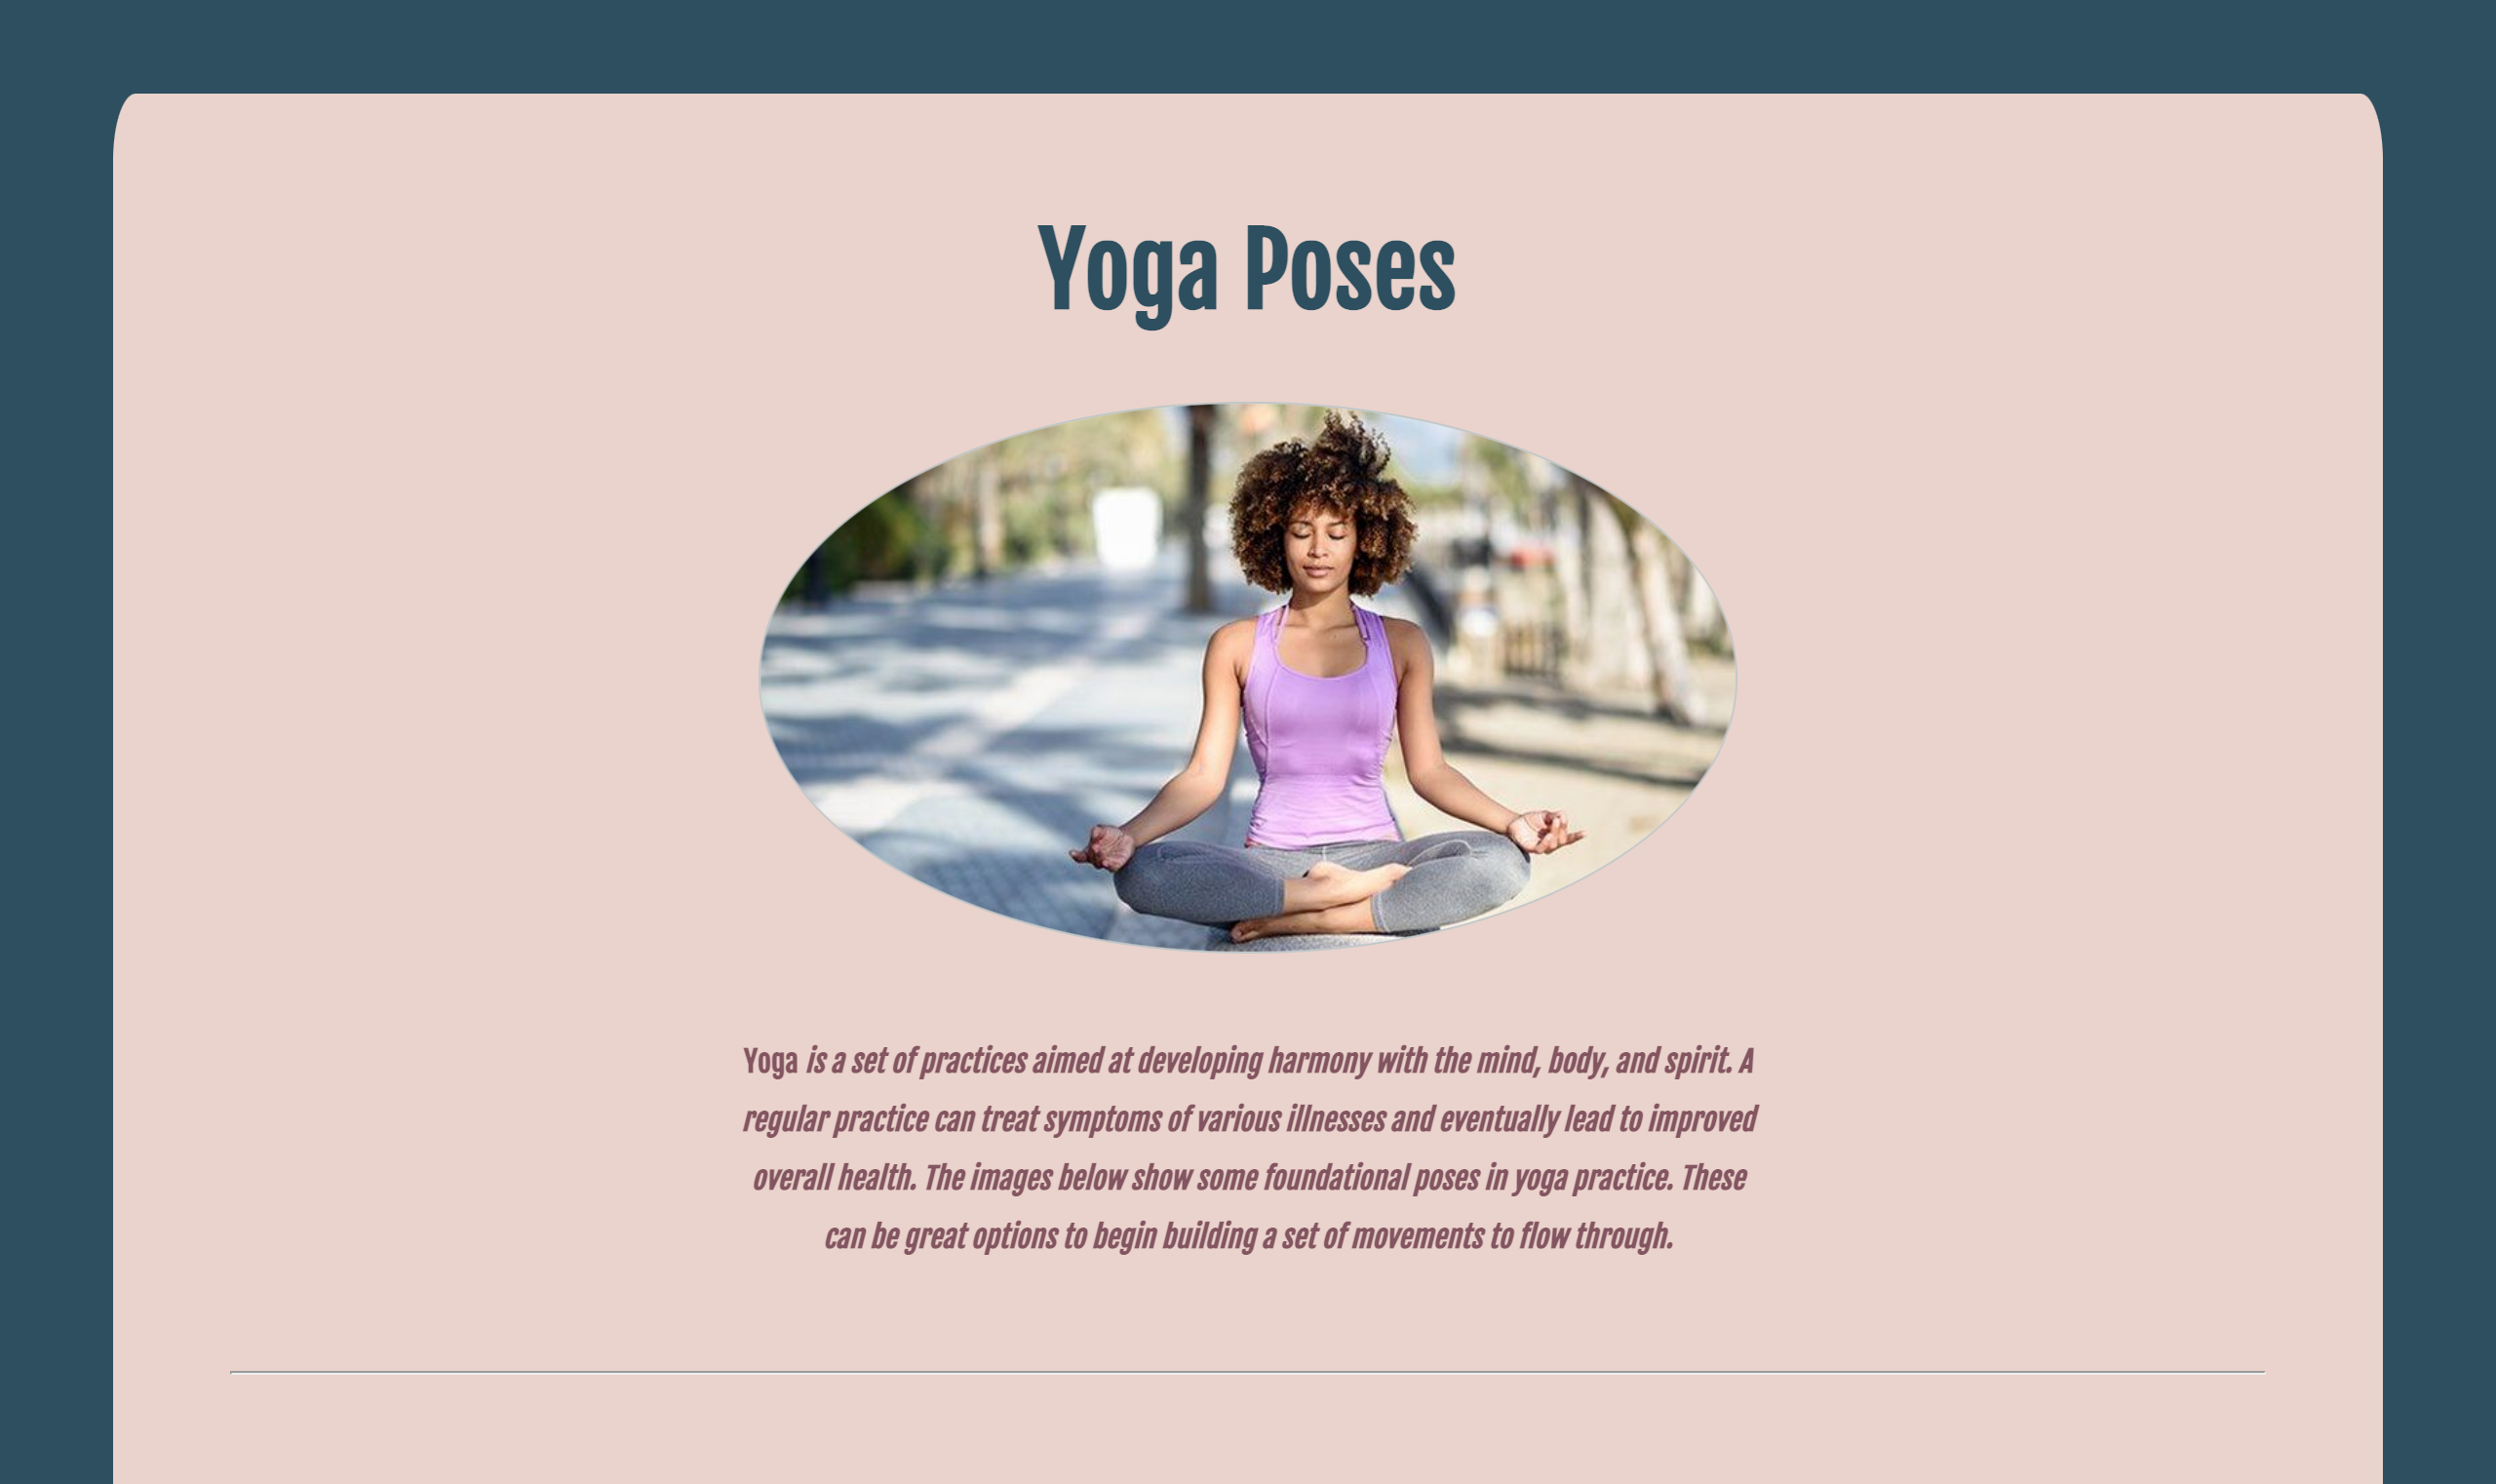 Yoga Poses
Yoga is a set of practices aimed at developing harmony with the mind, body, and spirit. A
regular practice can treat symptoms of various illnesses and eventually lead to improved
overall health. The images below show some foundational poses in yoga practice. These
can be great options to begin building a set of movements to flow through.